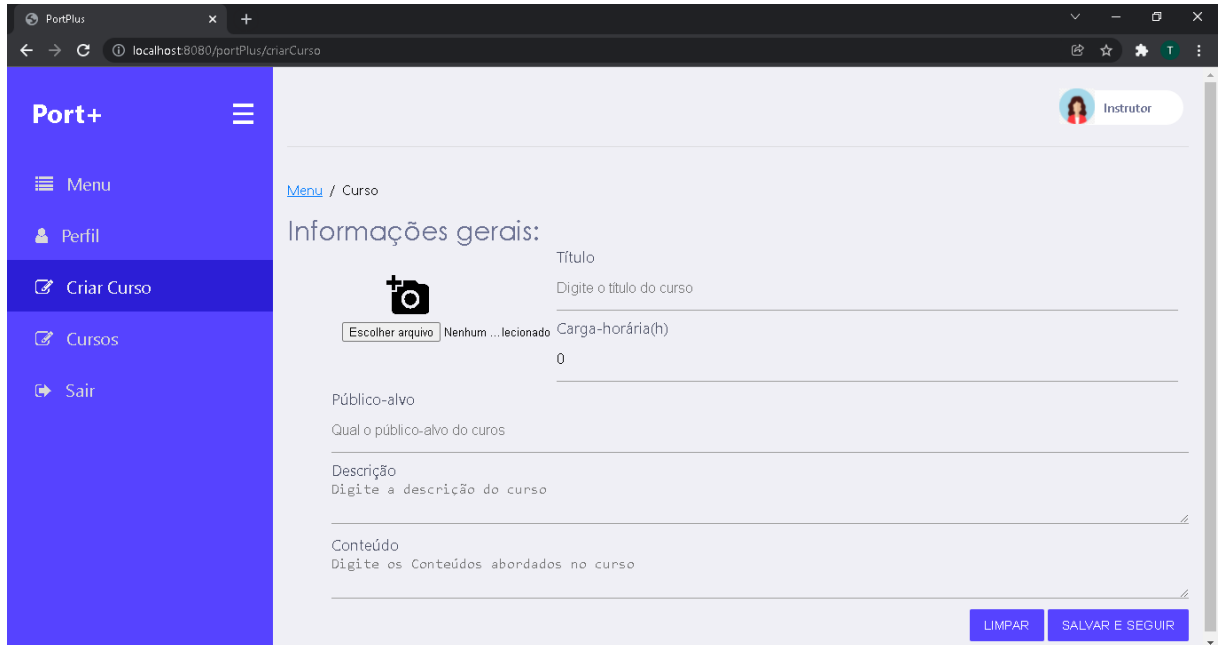 PortPlus
localhost:8080/portPlus/criarCurso
T
Port+
Instrutor
Menu
Perfil
Criar Curso
Cursos
Sair
Menu / Curso
Informações gerais:
Título
Digite o título do curso
Escolher arquivo Nenhum ...lecionado
Carga-horária(h)
0
Público-alvo
Qual o público-alvo do curos
Descrição
Digite a descrição do curso
Conteúdo
Digite os Conteúdos abordados no curso
LIMPAR SALVAR E SEGUIR